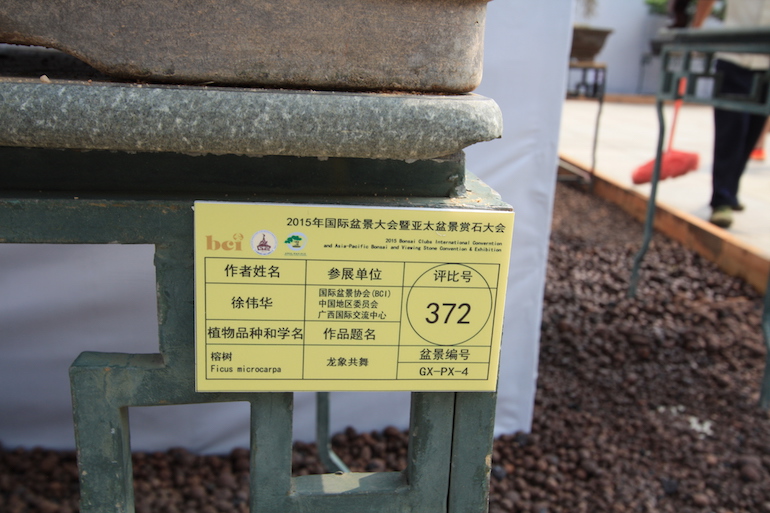 2015年国际盆景大会暨亚太盆景赏石大会
bci
2015 Bonsai Clubs International Convention
and Asia-Pacific Bonsai and Viewing Stone Convention & Exhibition
作者姓名
参展单位
评比号
徐伟华
国际盆景协会(BCI)
中国地区委员会
广西国际交流中心
372
植物品种和学名
作品题名
盆景编号
榕树
Ficus microcarpa
龙象共舞
GX-PX-4